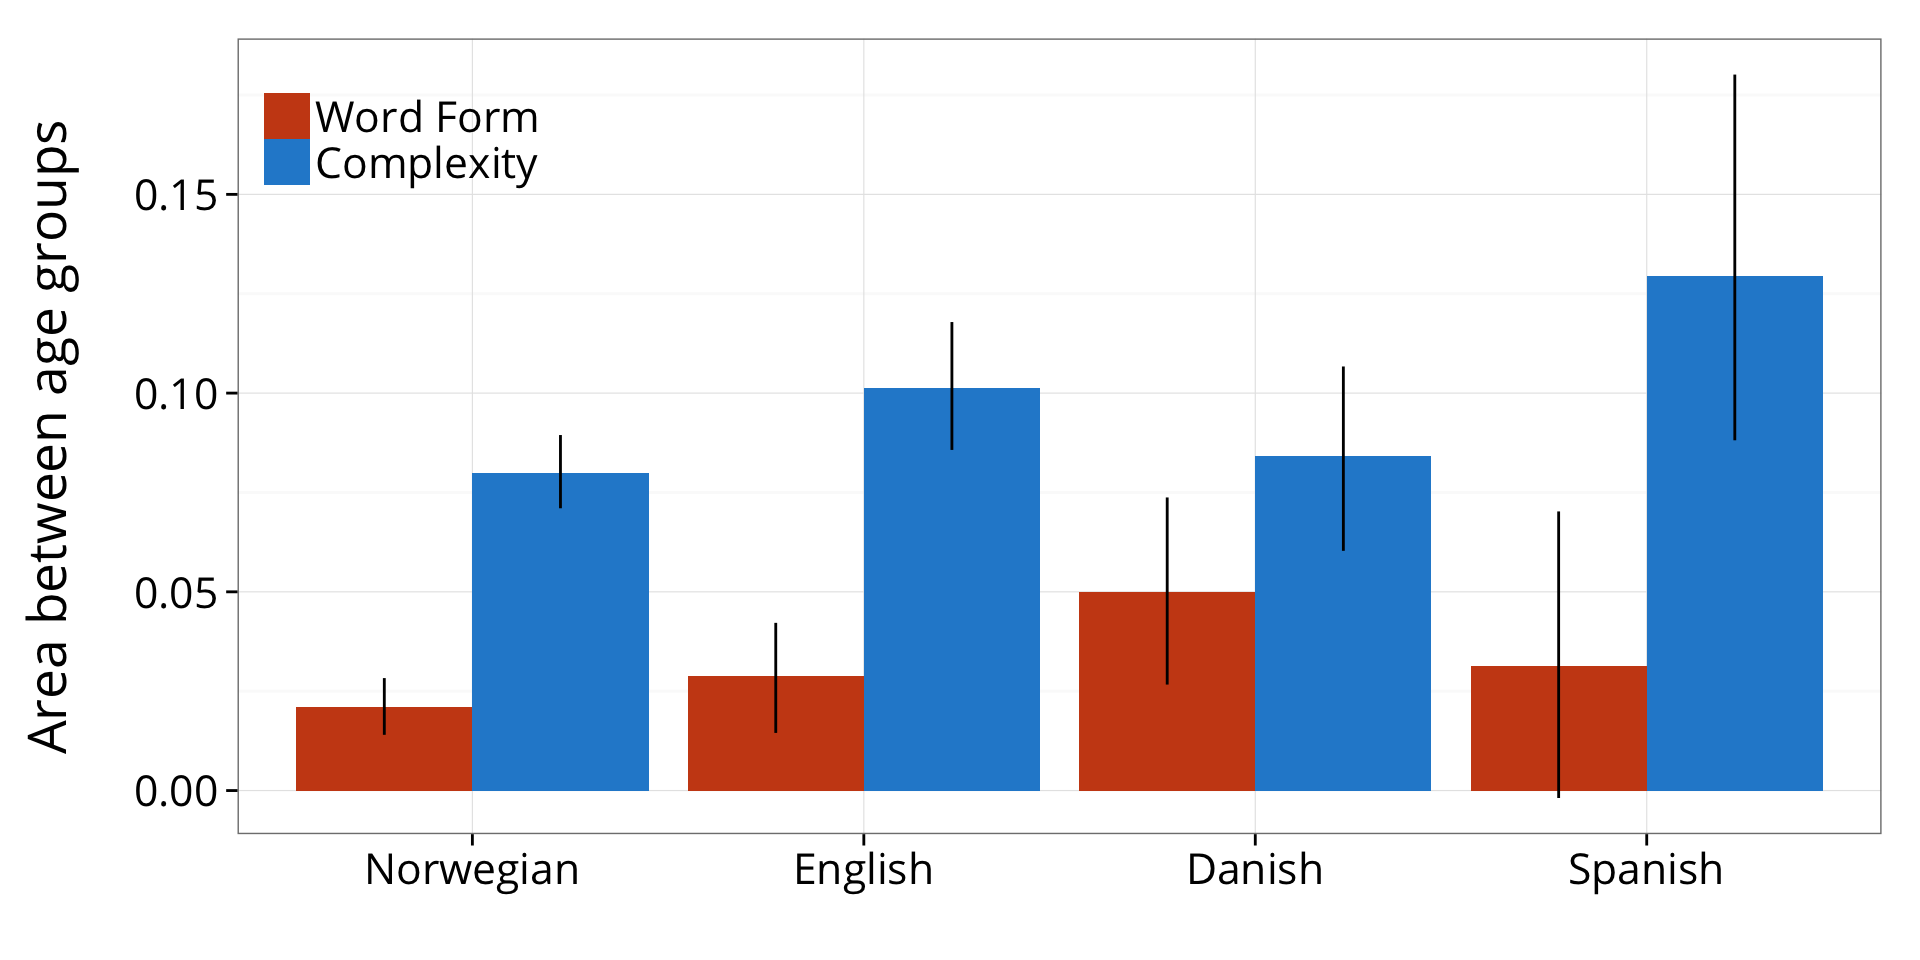 Area between age groups
Word Form
Complexity
0.15
0.10
0.05
0.00
Norwegian English Danish Spanish